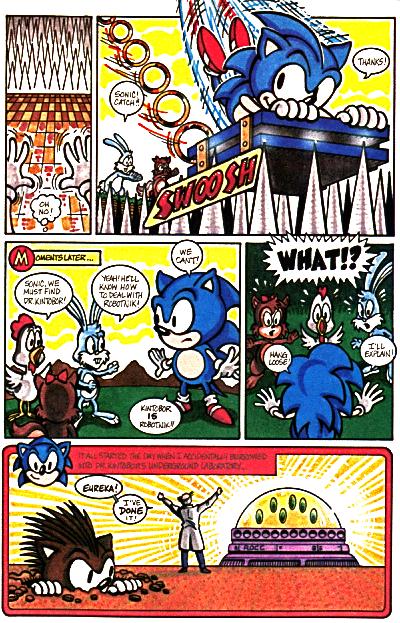 OH
NO!
SONIC!
CATCH!!
THANKS!
SWOOSH
MOMENTS LATER...
SONIC, WE
MUST FIND
DR. KINTOBOR!
YEAH! HE'LL
KNOW HOW
TO DEAL WITH
ROBOTNIK!
WE
CAN'T!
KINTOBOR
IS
ROBOTNIK!!
WHAT!?
HANG
LOOSE
I'LL
EXPLAIN!
IT ALL STARTED THE DAY WHEN I ACCIDENTALLY BURROWED
INTO DR. KINTOBOR'S UNDERGROUND LABORATORY...
EUREKA!
I'VE
DONE
IT!